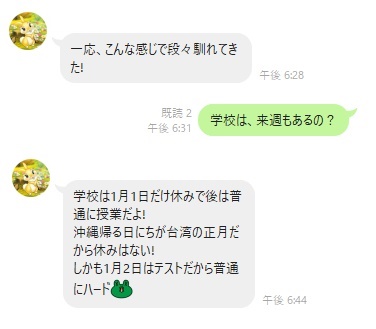 一応、こんな感じで段々馴れてき
た!
午後 6:28
既読 2
午後 6:31
学校は、来週もあるの？
学校は1月1日だけ休みで後は普
通に授業だよ!
沖縄帰る日にちが台湾の正月だ
から休みはない!
しかも1月2日はテストだから普通
にハード
午後 6:44